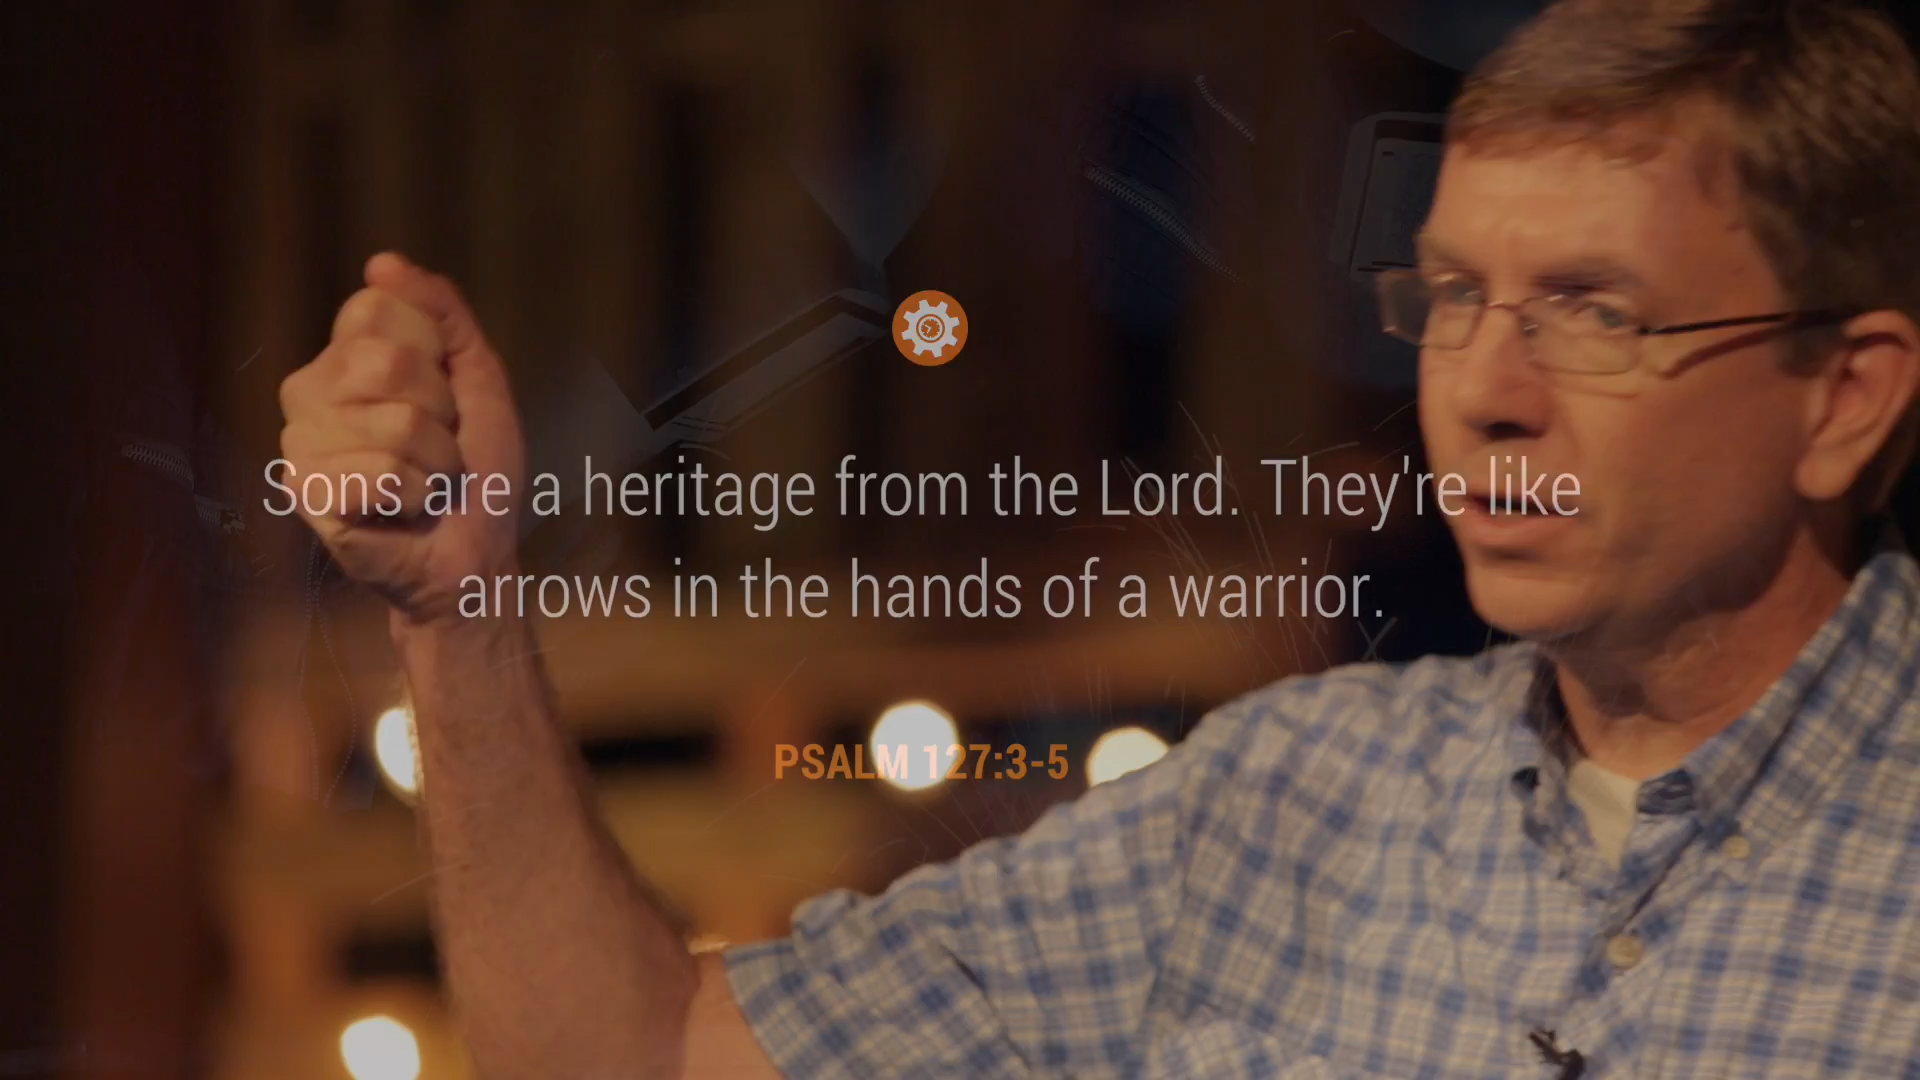 Sons are a heritage from the Lord. They're like
arrows in the hands of a warrior.
PSALM 127:3-5